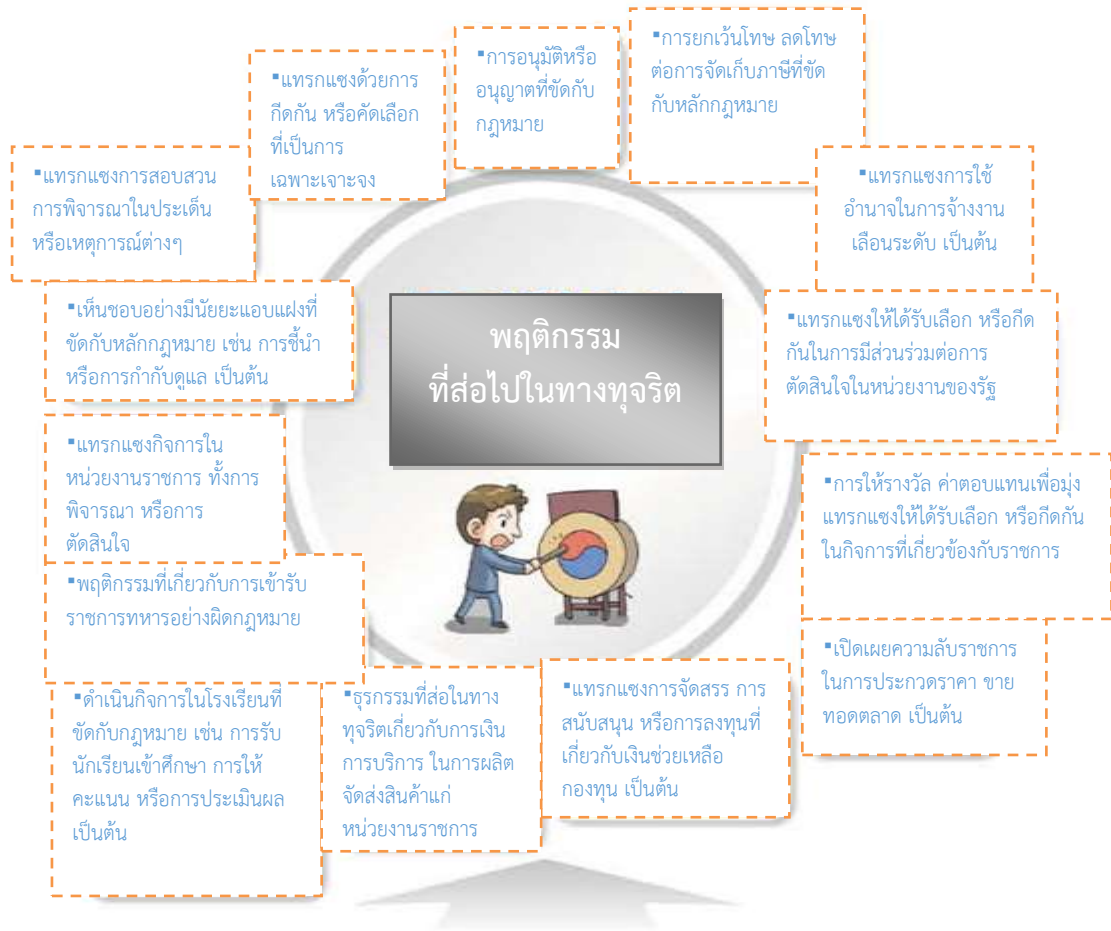 พฤติกรรม
ที่ส่อไปในทางทุจริต
▪การอนุมัติหรือ
อนุญาตที่ขัดกับ
กฎหมาย
▪การยกเว้นโทษ ลดโทษ
ต่อการจัดเก็บภาษีที่ขัด
กับหลักกฎหมาย
▪แทรกแซงการใช้
อำนาจในการจ้างงาน
เลือนระดับ เป็นต้น
▪แทรกแซงให้ได้รับเลือก หรือกีด
กันในการมีส่วนร่วมต่อการ
ตัดสินใจในหน่วยงานของรัฐ
▪การให้รางวัล ค่าตอบแทนเพื่อมุ่ง
แทรกแซงให้ได้รับเลือก หรือกีดกัน
ในกิจการที่เกี่ยวข้องกับราชการ
▪เปิดเผยความลับราชการ
ในการประกวดราคา ขาย
ทอดตลาด เป็นต้น
▪แทรกแซงการจัดสรร การ
สนับสนุน หรือการลงทุนที่
เกี่ยวกับเงินช่วยเหลือ
กองทุน เป็นต้น
▪ธุรกรรมที่ส่อในทาง
ทุจริตเกี่ยวกับการเงิน
การบริการ ในการผลิต
จัดส่งสินค้าแก่
หน่วยงานราชการ
▪ดำเนินกิจการในโรงเรียนที่
ขัดกับกฎหมาย เช่น การรับ
นักเรียนเข้าศึกษา การให้
คะแนน หรือการประเมินผล
เป็นต้น
▪พฤติกรรมที่เกี่ยวกับการเข้ารับ
ราชการทหารอย่างผิดกฎหมาย
▪แทรกแซงกิจการใน
หน่วยงานราชการ ทั้งการ
พิจารณา หรือการ
ตัดสินใจ
▪เห็นชอบอย่างมีนัยยะแอบแฝงที่
ขัดกับหลักกฎหมาย เช่น การชี้นำ
หรือการกำกับดูแล เป็นต้น
▪แทรกแซงการสอบสวน
การพิจารณาในประเด็น
หรือเหตุการณ์ต่างๆ
▪แทรกแซงด้วยการ
กีดกัน หรือคัดเลือก
ที่เป็นการ
เฉพาะเจาะจง